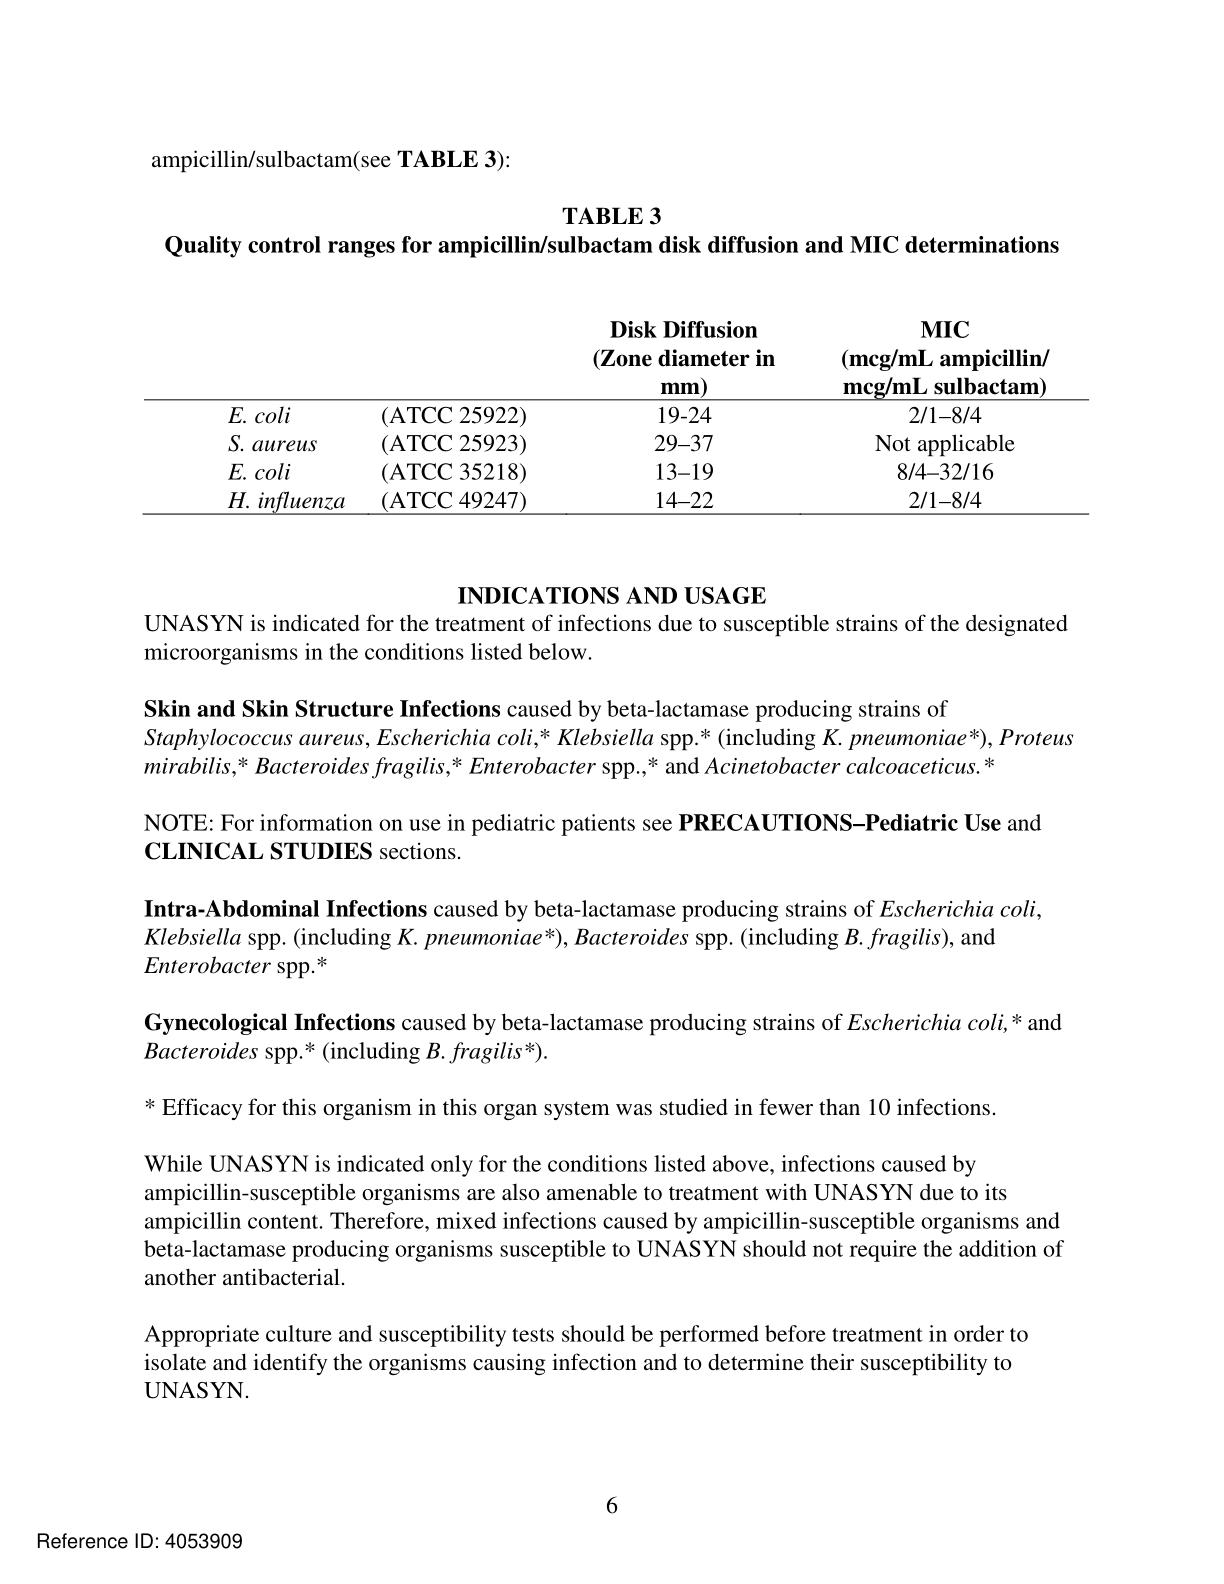 ampicillin/sulbactam(see TABLE 3):
TABLE 3
Quality control ranges for ampicillin/sulbactam disk diffusion and MIC determinations
Disk Diffusion
(Zone diameter in
mm)
MIC
(mcg/mL ampicillin/
mcg/mL sulbactam)
E. coli (ATCC 25922) 19-24 2/1–8/4
S. aureus (ATCC 25923) 29–37 Not applicable
E. coli (ATCC 35218) 13–19 8/4–32/16
H. influenza (ATCC 49247) 14–22 2/1–8/4
INDICATIONS AND USAGE
UNASYN is indicated for the treatment of infections due to susceptible strains of the designated
microorganisms in the conditions listed below.
Skin and Skin Structure Infections caused by beta-lactamase producing strains of
Staphylococcus aureus, Escherichia coli,* Klebsiella spp.* (including K. pneumoniae*), Proteus
mirabilis,* Bacteroides fragilis,* Enterobacter spp.,* and Acinetobacter calcoaceticus.*
NOTE: For information on use in pediatric patients see PRECAUTIONS–Pediatric Use and
CLINICAL STUDIES sections.
Intra-Abdominal Infections caused by beta-lactamase producing strains of Escherichia coli,
Klebsiella spp. (including K. pneumoniae*), Bacteroides spp. (including B. fragilis), and
Enterobacter spp.*
Gynecological Infections caused by beta-lactamase producing strains of Escherichia coli,* and
Bacteroides spp.* (including B. fragilis*).
* Efficacy for this organism in this organ system was studied in fewer than 10 infections.
While UNASYN is indicated only for the conditions listed above, infections caused by
ampicillin-susceptible organisms are also amenable to treatment with UNASYN due to its
ampicillin content. Therefore, mixed infections caused by ampicillin-susceptible organisms and
beta-lactamase producing organisms susceptible to UNASYN should not require the addition of
another antibacterial.
Appropriate culture and susceptibility tests should be performed before treatment in order to
isolate and identify the organisms causing infection and to determine their susceptibility to
UNASYN.
6
Reference ID: 4053909